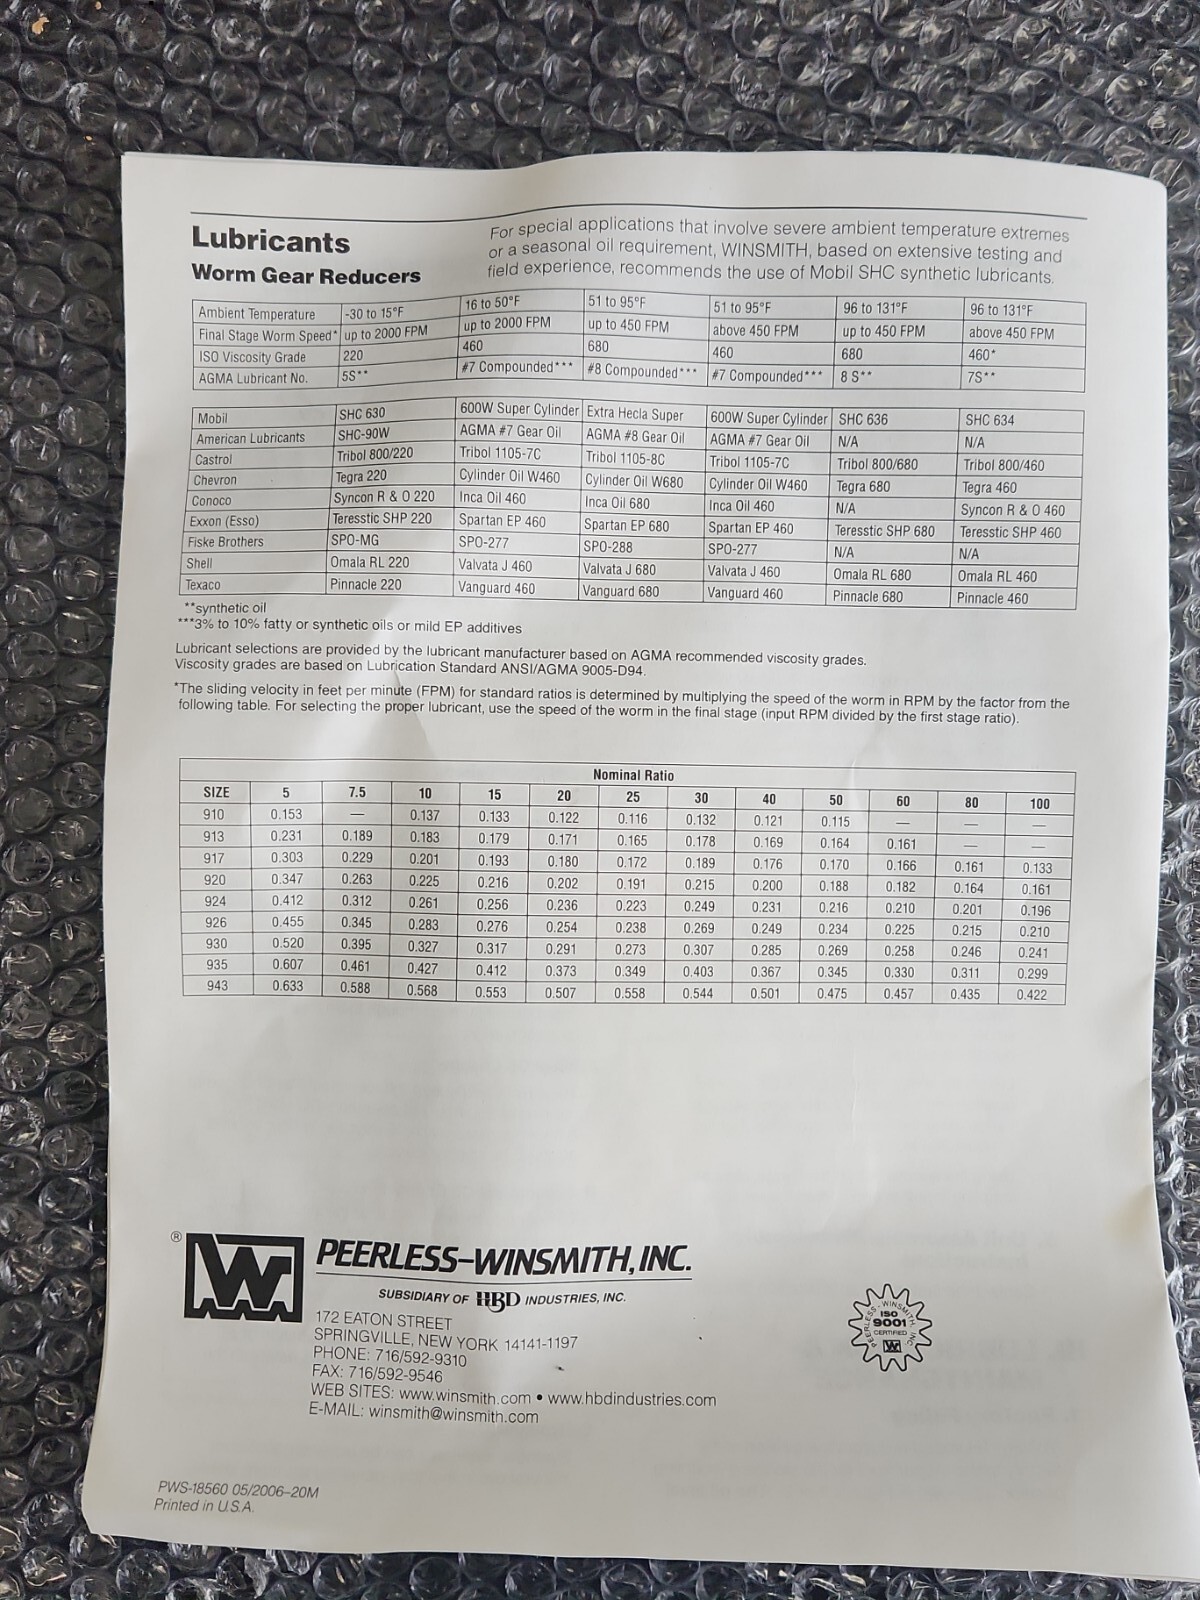 Lubricants
Worm Gear Reducers
For special applications that involve severe ambient temperature extremes
or a seasonal oil requirement, WINSMITH, based on extensive testing and
field experience, recommends the use of Mobil SHC synthetic lubricants.
Ambient Temperature -30 to 15°F 16 to 50°F 51 to 95°F 51 to 95°F 96 to 131°F 96 to 131°F
Final Stage Worm Speed* up to 2000 FPM up to 2000 FPM up to 450 FPM above 450 FPM up to 450 FPM above 450 FPM
ISO Viscosity Grade 220 460 680 460 680 460*
AGMA Lubricant No. 5S** #7 Compounded*** #8 Compounded*** #7 Compounded*** 8 S** 7S**
Mobil SHC 630 600W Super Cylinder Extra Hecla Super 600W Super Cylinder SHC 636 SHC 634
American Lubricants SHC-90W AGMA #7 Gear Oil AGMA #8 Gear Oil AGMA #7 Gear Oil N/A N/A
Castrol Tribol 800/220 Tribol 1105-7C Tribol 1105-8C Tribol 1105-7C Tribol 800/680 Tribol 800/460
Chevron Tegra 220 Cylinder Oil W460 Cylinder Oil W680 Cylinder Oil W460 Tegra 680 Tegra 460
Conoco Syncon R & O 220 Inca Oil 460 Inca Oil 680 Inca Oil 460 N/A Syncon R & O 460
Exxon (Esso) Teresstic SHP 220 Spartan EP 460 Spartan EP 680 Spartan EP 460 Teresstic SHP 680 Teresstic SHP 460
Fiske Brothers SPO-MG SPO-277 SPO-288 SPO-277 N/A N/A
Shell Omala RL 220 Valvata J 460 Valvata J 680 Valvata J 460 Omala RL 680 Omala RL 460
Texaco Pinnacle 220 Vanguard 460 Vanguard 680 Vanguard 460 Pinnacle 680 Pinnacle 460
**synthetic oil
***3% to 10% fatty or synthetic oils or mild EP additives
Lubricant selections are provided by the lubricant manufacturer based on AGMA recommended viscosity grades.
Viscosity grades are based on Lubrication Standard ANSI/AGMA 9005-D94.
*The sliding velocity in feet per minute (FPM) for standard ratios is determined by multiplying the speed of the worm in RPM by the factor from the
following table. For selecting the proper lubricant, use the speed of the worm in the final stage (input RPM divided by the first stage ratio).
Nominal Ratio
SIZE 5 7.5 10 15 20 25 30 40 50 60 80 100
910 0.153 — 0.137 0.133 0.122 0.116 0.132 0.121 0.115 — — —
913 0.231 0.189 0.183 0.179 0.171 0.165 0.178 0.169 0.164 0.161 — —
917 0.303 0.229 0.201 0.193 0.180 0.172 0.189 0.176 0.170 0.166 0.161 0.133
920 0.347 0.263 0.225 0.216 0.202 0.191 0.215 0.200 0.188 0.182 0.164 0.161
924 0.412 0.312 0.261 0.256 0.236 0.223 0.249 0.231 0.216 0.210 0.201 0.196
926 0.455 0.345 0.283 0.276 0.254 0.238 0.269 0.249 0.234 0.225 0.215 0.210
930 0.520 0.395 0.327 0.317 0.291 0.273 0.307 0.285 0.269 0.258 0.246 0.241
935 0.607 0.461 0.427 0.412 0.373 0.349 0.403 0.367 0.345 0.330 0.311 0.299
943 0.633 0.588 0.568 0.553 0.507 0.558 0.544 0.501 0.475 0.457 0.435 0.422
® W PEERLESS-WINSMITH, INC.
SUBSIDIARY OF HBD INDUSTRIES, INC.
172 EATON STREET
SPRINGVILLE, NEW YORK 14141-1197
PHONE: 716/592-9310
FAX: 716/592-9546
WEB SITES: www.winsmith.com • www.hbdindustries.com
E-MAIL: winsmith@winsmith.com
PEERLESS-WINSMITH, INC.
ISO
9001
CERTIFIED
W
PWS-18560 05/2006-20M
Printed in U.S.A.